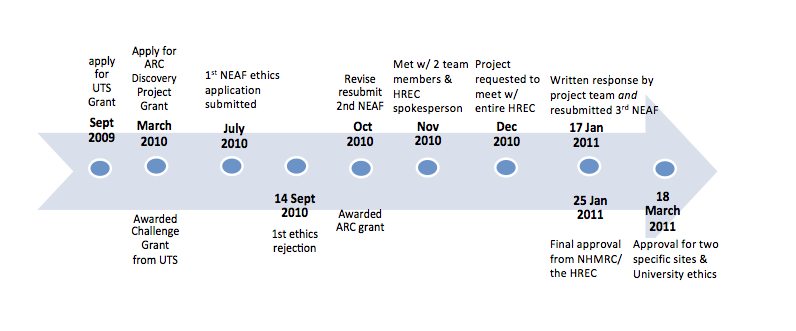 apply
for
UTS
Grant
Sept
2009
Apply for
ARC
Discovery
Project
Grant
March
2010
Awarded
Challenge
Grant
from UTS
1st NEAF ethics
application
submitted
July
2010
14 Sept
2010
1st ethics
rejection
Revise
resubmit
2nd NEAF
Oct
2010
Awarded
ARC grant
Met w/ 2 team
members &
HREC
spokesperson
Nov
2010
Project
requested to
meet w/
entire HREC
Dec
2010
Written response by
project team and
resubmitted 3rd NEAF
17 Jan
2011
25 Jan
2011
Final approval
from NHMRC/
the HREC
18
March
2011
Approval for two
specific sites &
University ethics